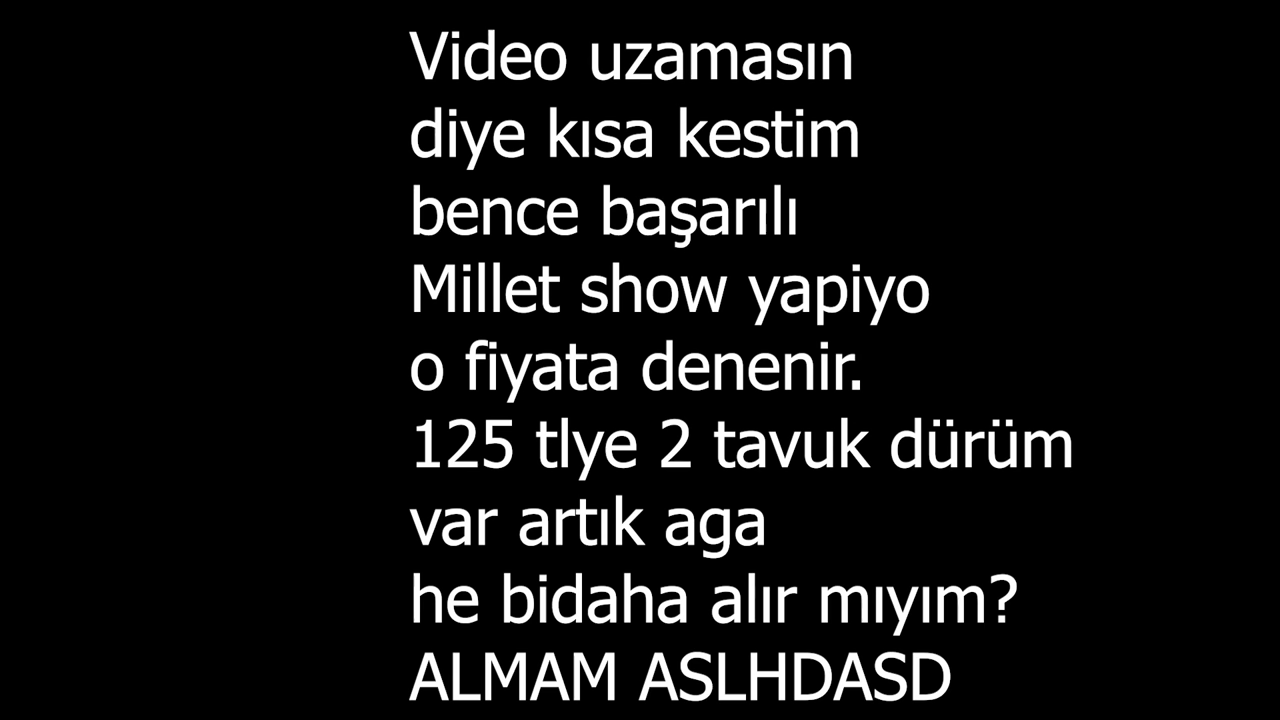 Video uzamasın
diye kısa kestim
bence başarılı
Millet show yapiyo
o fiyata denenir.
125 tlye 2 tavuk dürüm
var artık aga
he bidaha alır mıyım?
ALMAM ASLHDASD